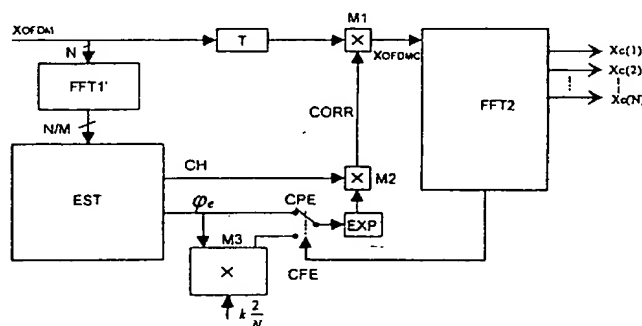 XOFDM
T
M1
XOFDMC
Xc(1)
Xc(2)
Xc(N)
N
FFT1'
FFT2
N/M
CORR
CH
M2
EST
φe
CPE
EXP
M3
×
CFE
k 2/N